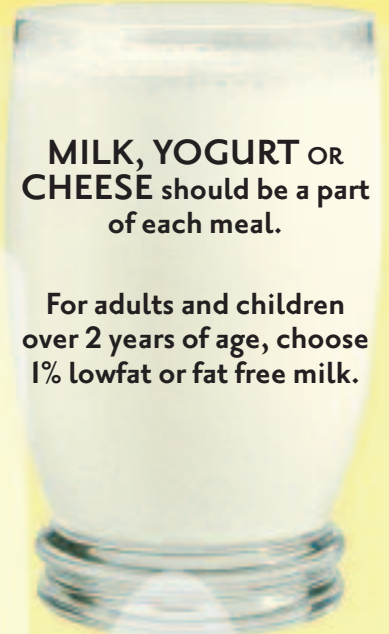 MILK, YOGURT OR
CHEESE should be a part
of each meal.
For adults and children
over 2 years of age, choose
1% lowfat or fat free milk.